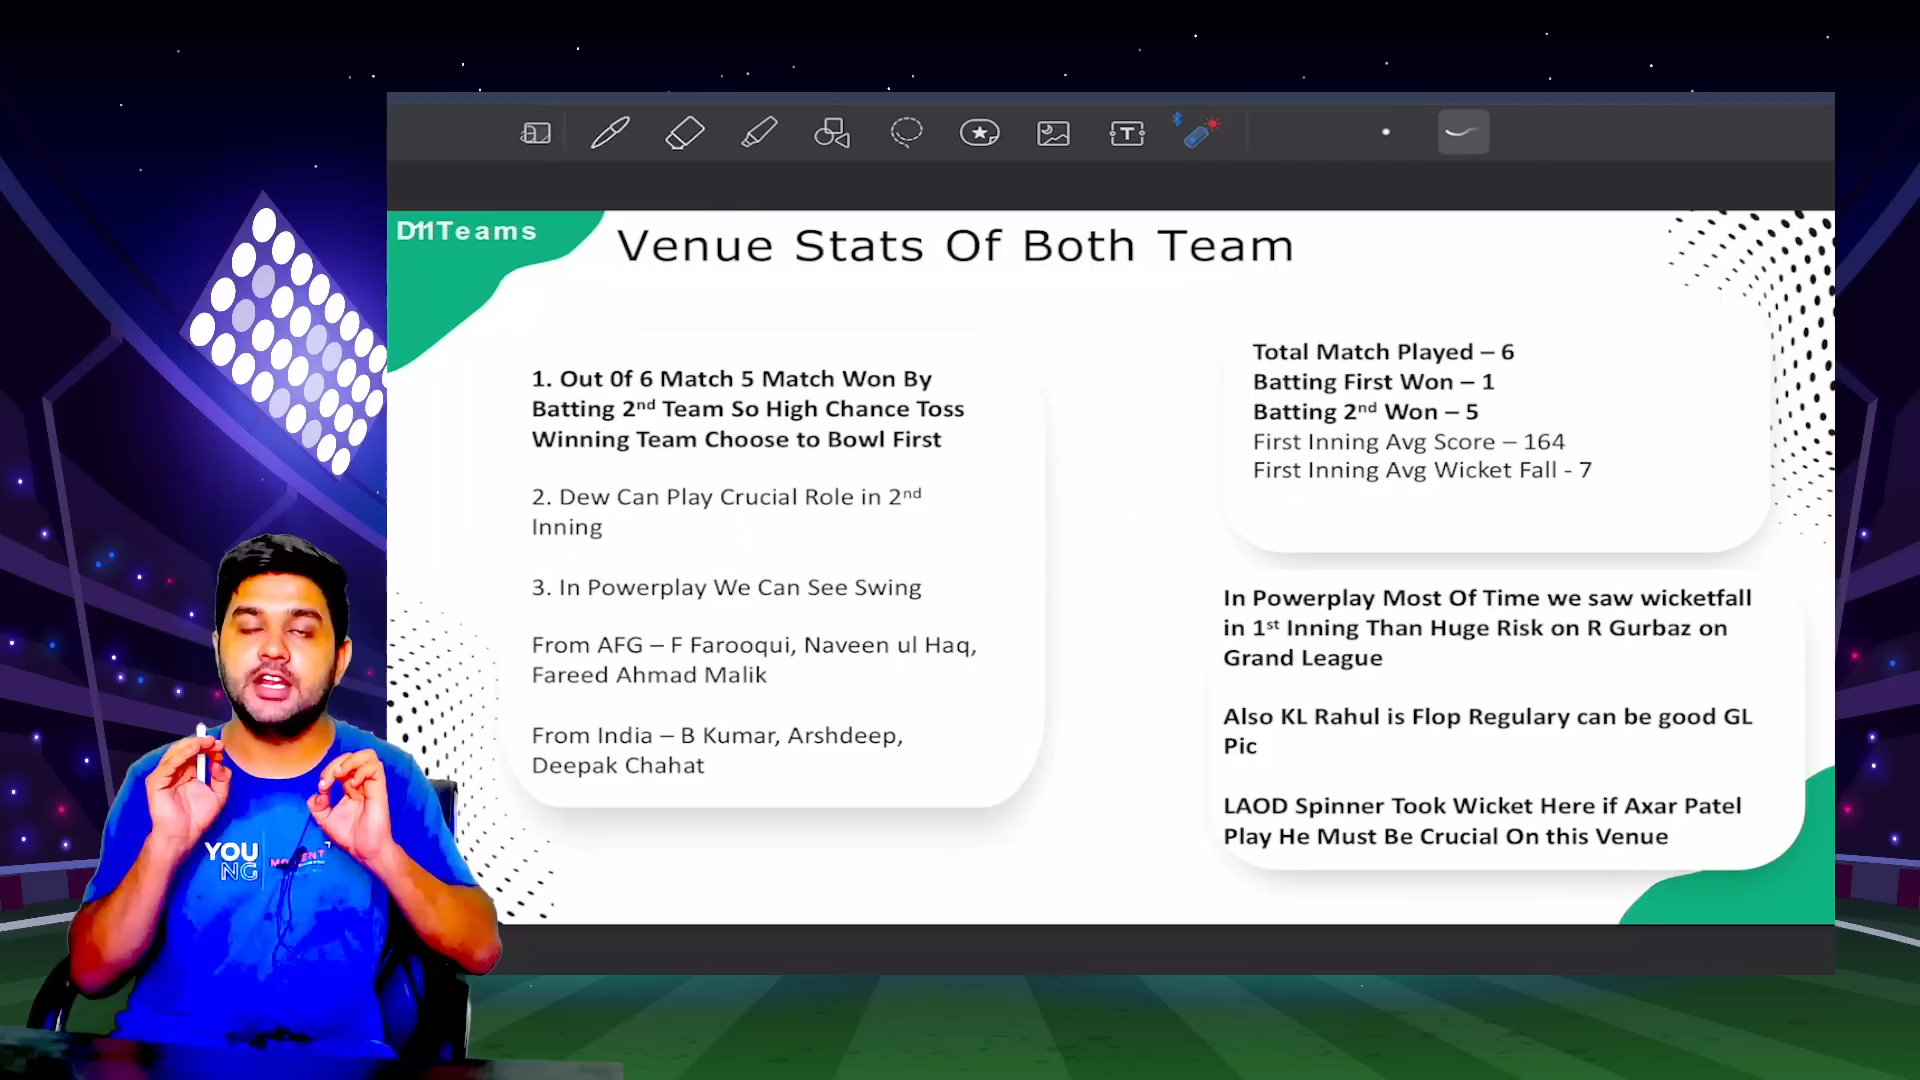 D11Teams
Venue Stats Of Both Team
1. Out 0f 6 Match 5 Match Won By
Batting 2nd Team So High Chance Toss
Winning Team Choose to Bowl First
2. Dew Can Play Crucial Role in 2nd
Inning
3. In Powerplay We Can See Swing
From AFG – F Farooqui, Naveen ul Haq,
Fareed Ahmad Malik
From India – B Kumar, Arshdeep,
Deepak Chahat
Total Match Played – 6
Batting First Won – 1
Batting 2nd Won – 5
First Inning Avg Score – 164
First Inning Avg Wicket Fall - 7
In Powerplay Most Of Time we saw wicketfall
in 1st Inning Than Huge Risk on R Gurbaz on
Grand League
Also KL Rahul is Flop Regulary can be good GL
Pic
LAOD Spinner Took Wicket Here if Axar Patel
Play He Must Be Crucial On this Venue
YOU
NG